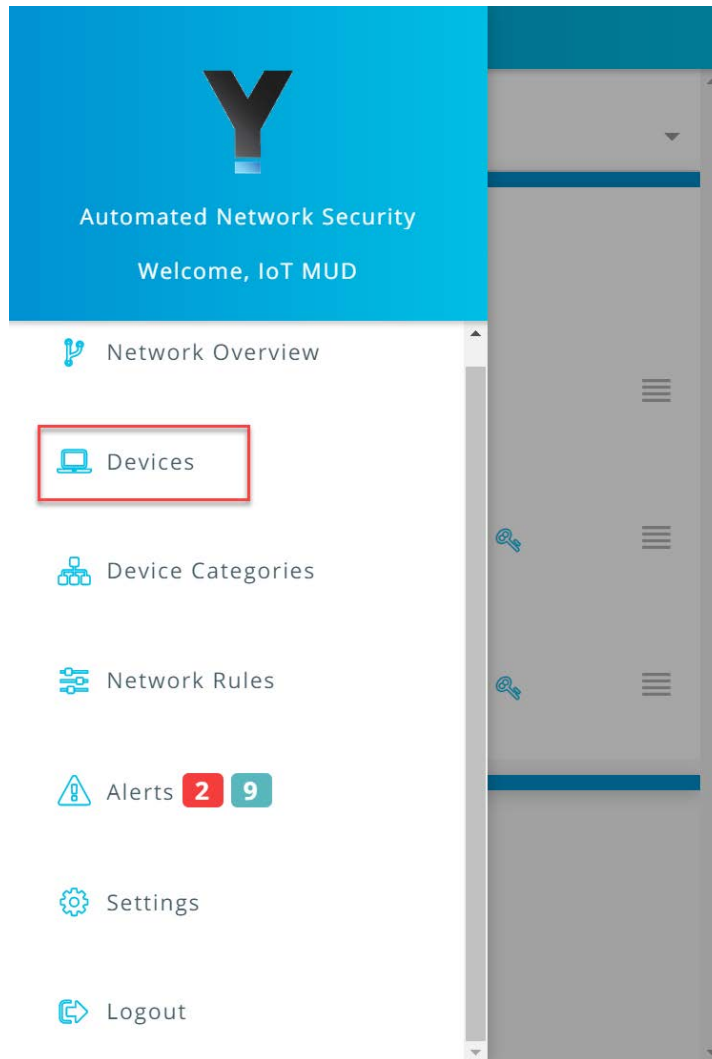 Y
Automated Network Security
Welcome, IoT MUD
Network Overview
Devices
Device Categories
Network Rules
Alerts 2 9
Settings
Logout